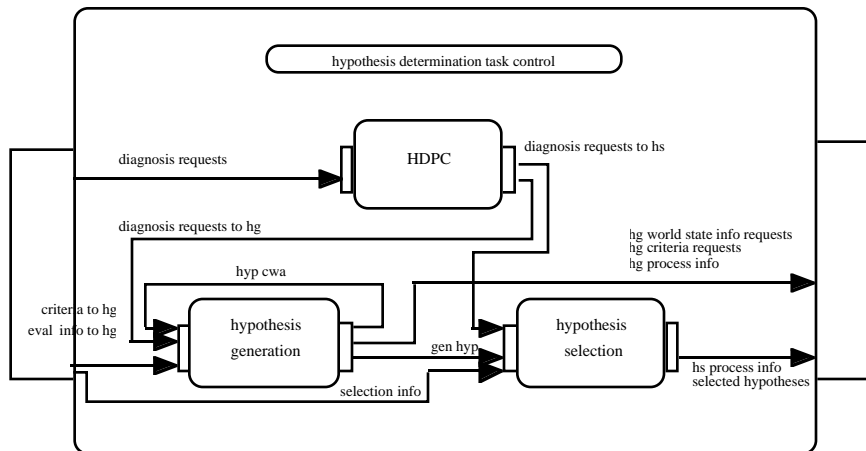 hypothesis determination task control
diagnosis requests
HDPC
diagnosis requests to hs
diagnosis requests to hg
hg world state info requests
hg criteria requests
hg process info
hyp cwa
criteria to hg
eval info to hg
hypothesis
generation
gen hyp
hypothesis
selection
selection info
hs process info
selected hypotheses